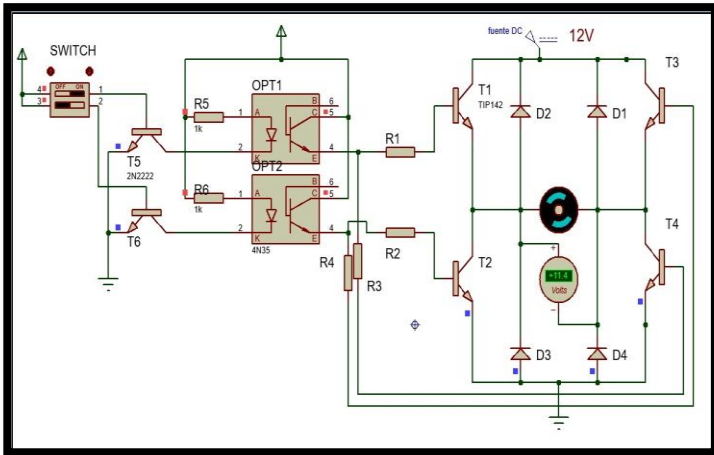 fuente DC 12V
SWITCH
OFF ON
4 1
3 2
OPT1
T1
TIP142
T3
R5
1k
1 A
B 6
C 5
2 K
E 4
D2
D1
R1
T5
2N2222
OPT2
R6
1k
1 A
B 6
C 5
2 K
E 4
4N35
T6
R4
R3
R2
T2
T4
+
+11.4
Volts
−
D3
D4